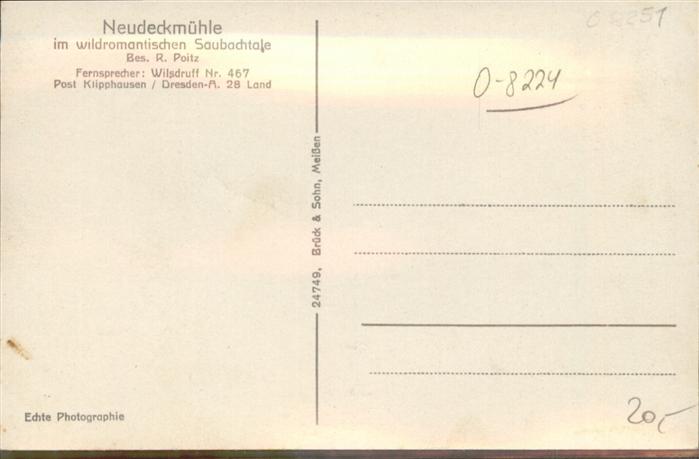 Neudeckmühle
im wildromantischen Saubachtale
Bes. R. Poitz
Fernsprecher: Wilsdruff Nr. 467
Post Klipphausen / Dresden-A. 28 Land
24749, Brück & Sohn, Meißen
O-8224
20,-
Echte Photographie